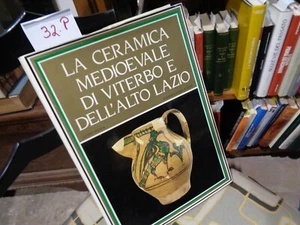 32-P
LA CERAMICA
MEDIOEVALE
DI VITERBO E
DELL'ALTO LAZIO